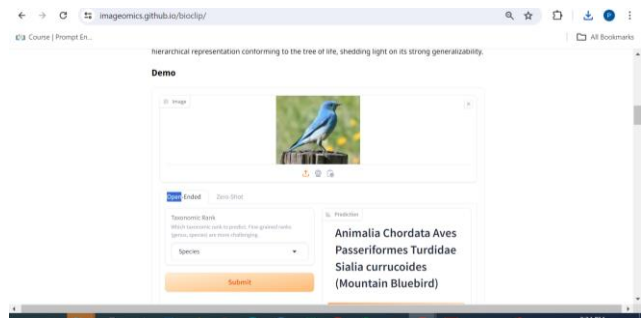 imageomics.github.io/bioclip/
Course | Prompt En...
All Bookmarks
hierarchical representation conforming to the tree of life, shedding light on its strong generalizability.
Demo
Image
Open-Ended
Zero Shot
Taxonomic Rank
Which taxonomic rank to predict. Fine-grained ranks
(genus, species) are more challenging.
Species
Submit
Prediction
Animalia Chordata Aves
Passeriformes Turdidae
Sialia currucoides
(Mountain Bluebird)